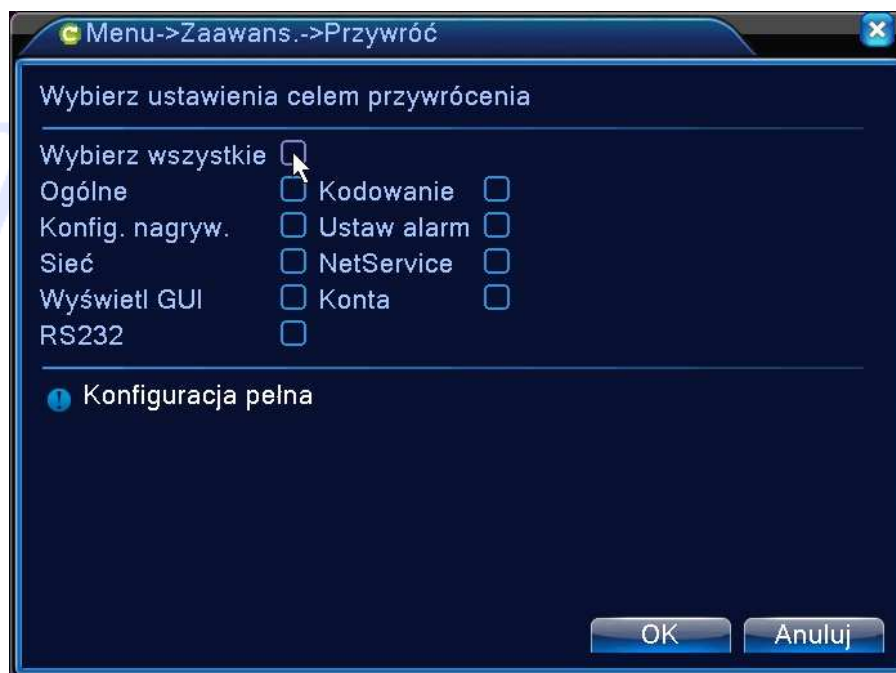 Menu->Zaawans.->Przywróć
Wybierz ustawienia celem przywrócenia
Wybierz wszystkie
Ogólne Kodowanie
Konfig. nagryw. Ustaw alarm
Sieć NetService
Wyświetl GUI Konta
RS232
Konfiguracja pełna
OK Anuluj